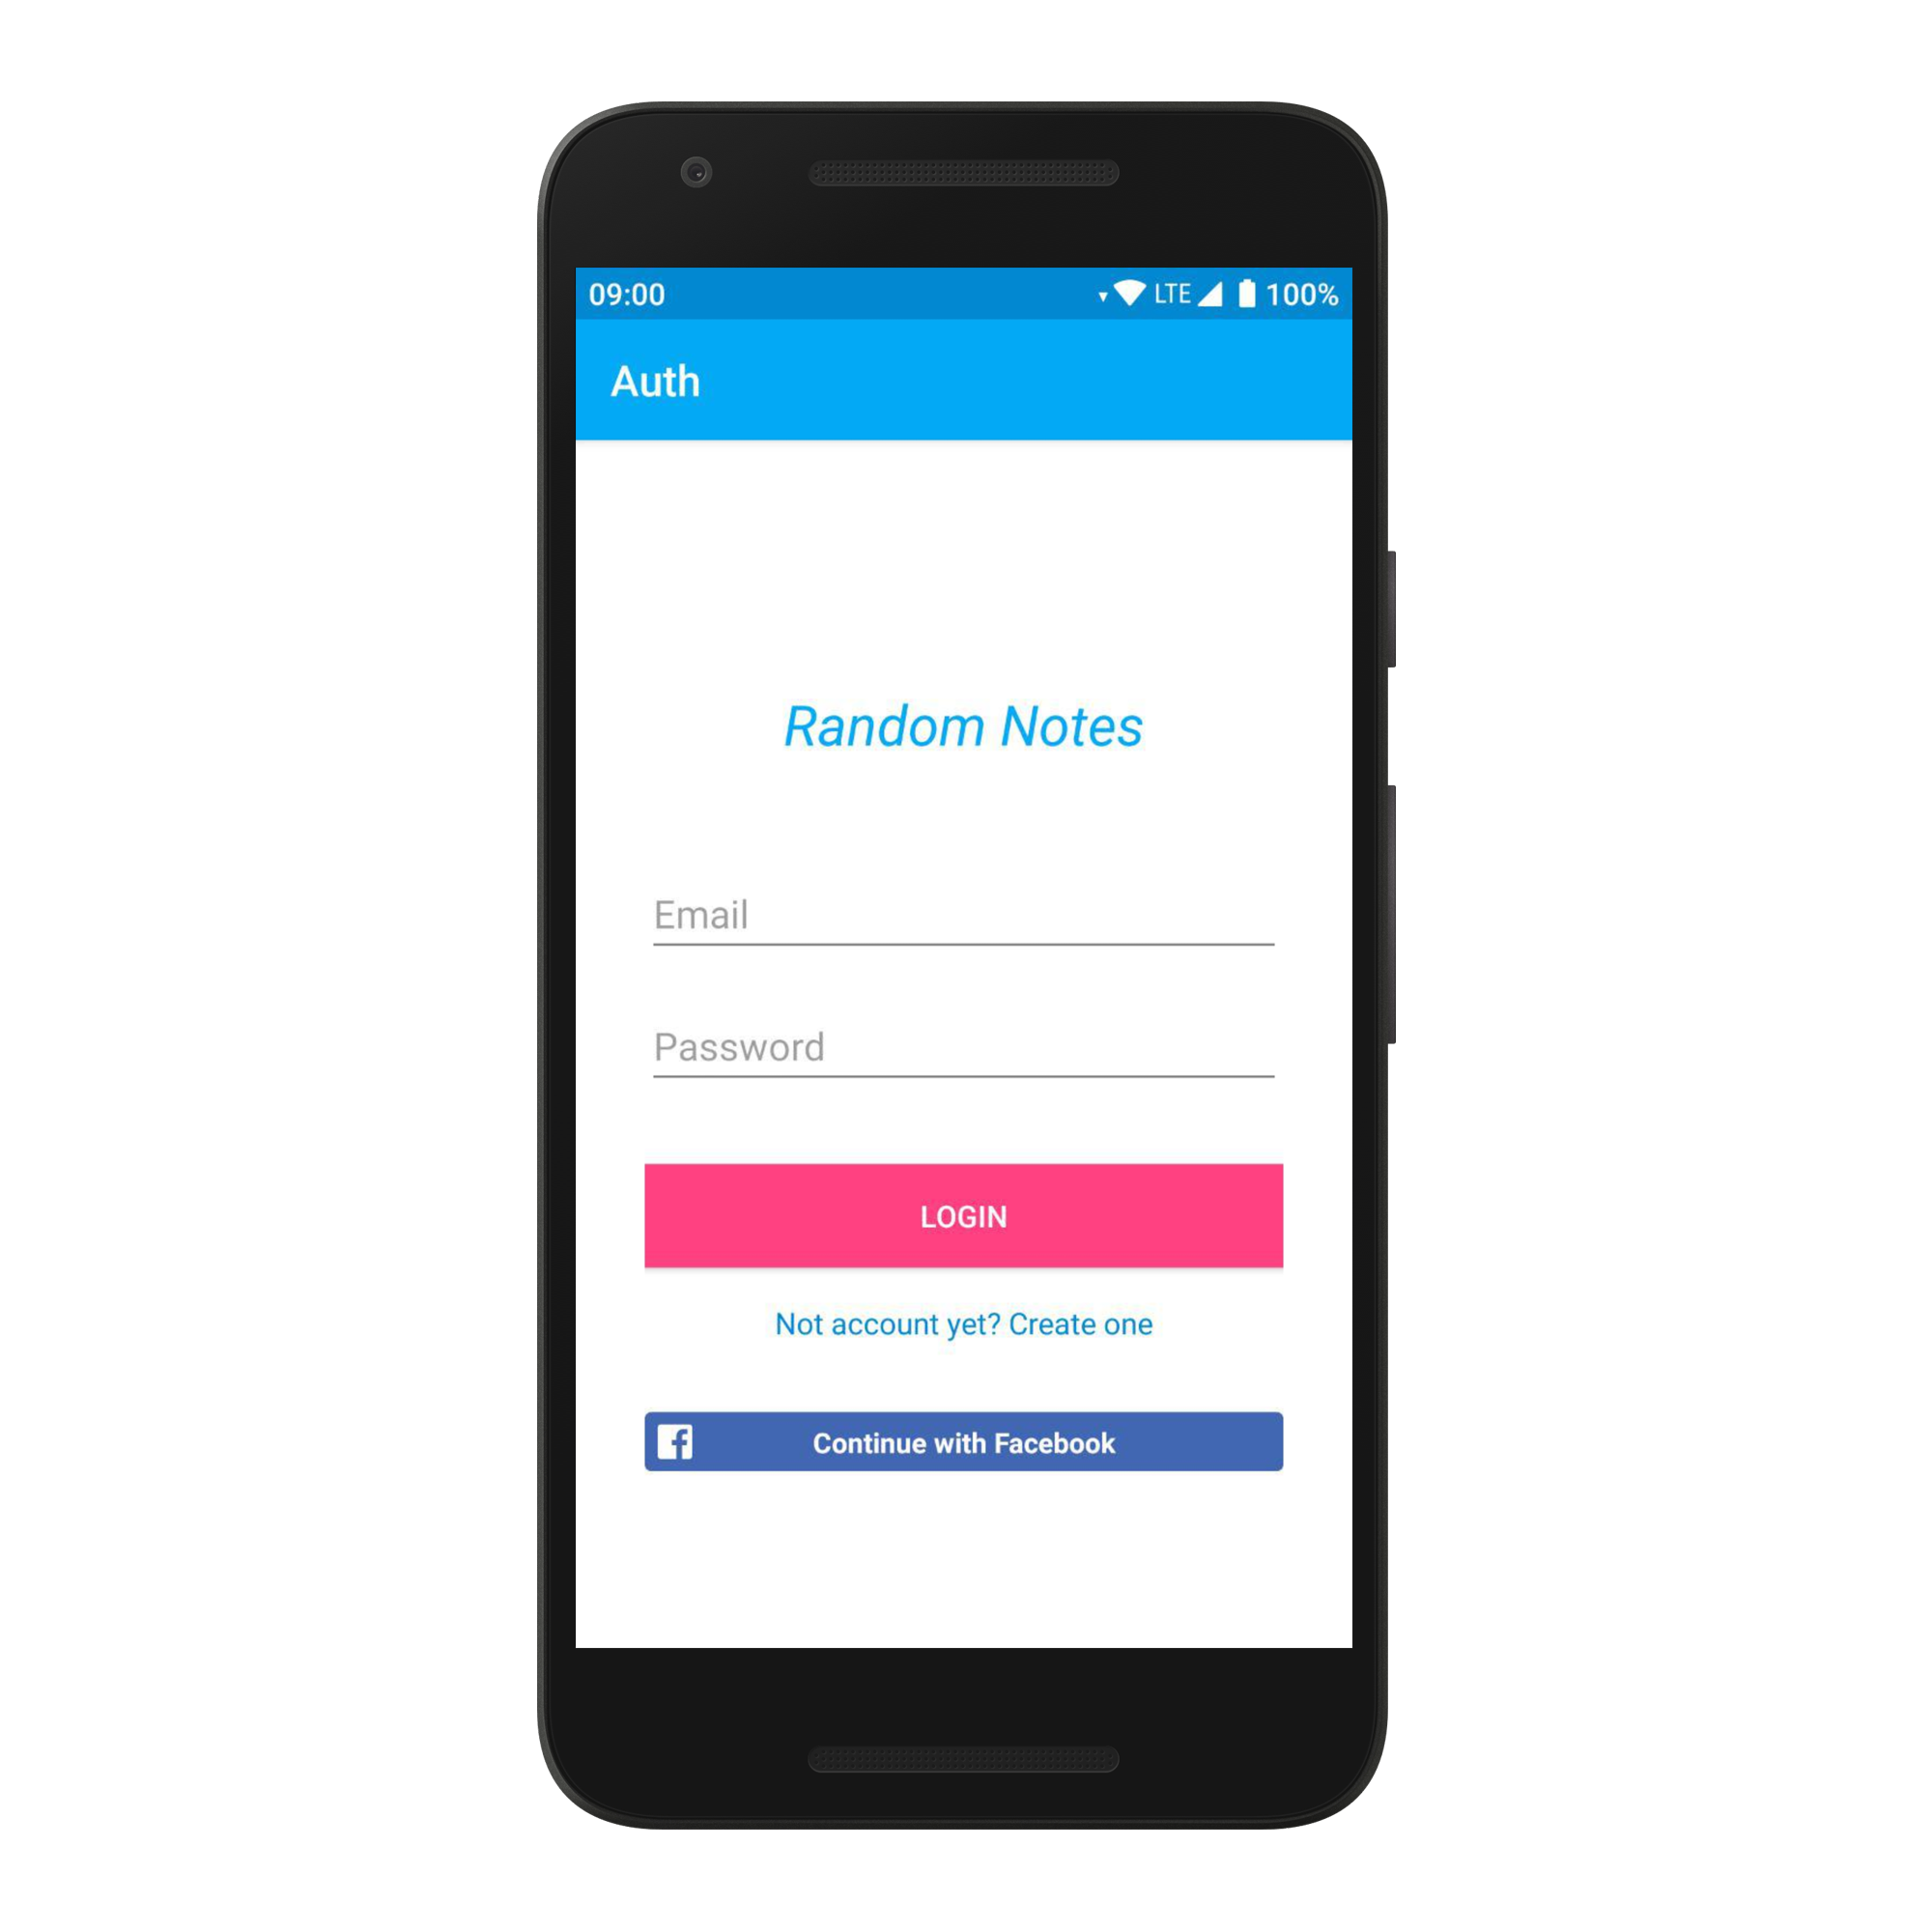 09:00 LTE 100%
Auth
Random Notes
Email
Password
LOGIN
Not account yet? Create one
Continue with Facebook